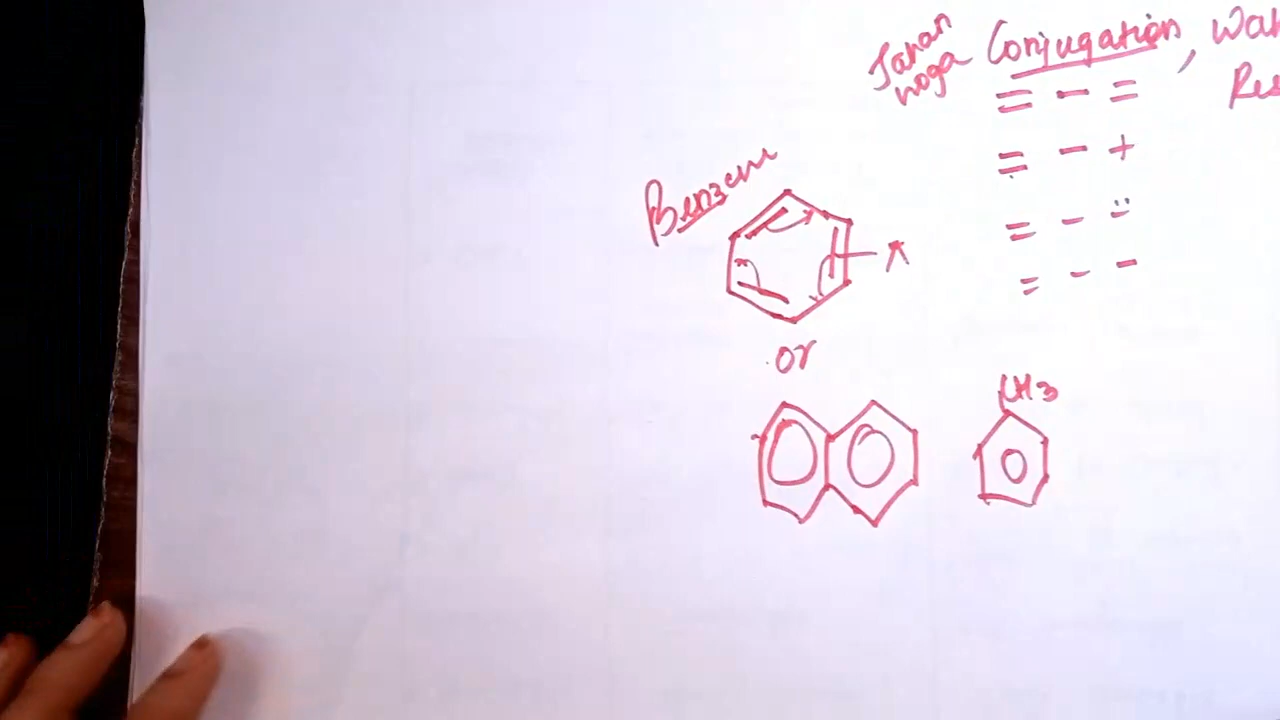 Jahan hoga Conjugation, Wah
Res
= - =
= - +
= - ..
= - -
Benzene
π
or
CH3